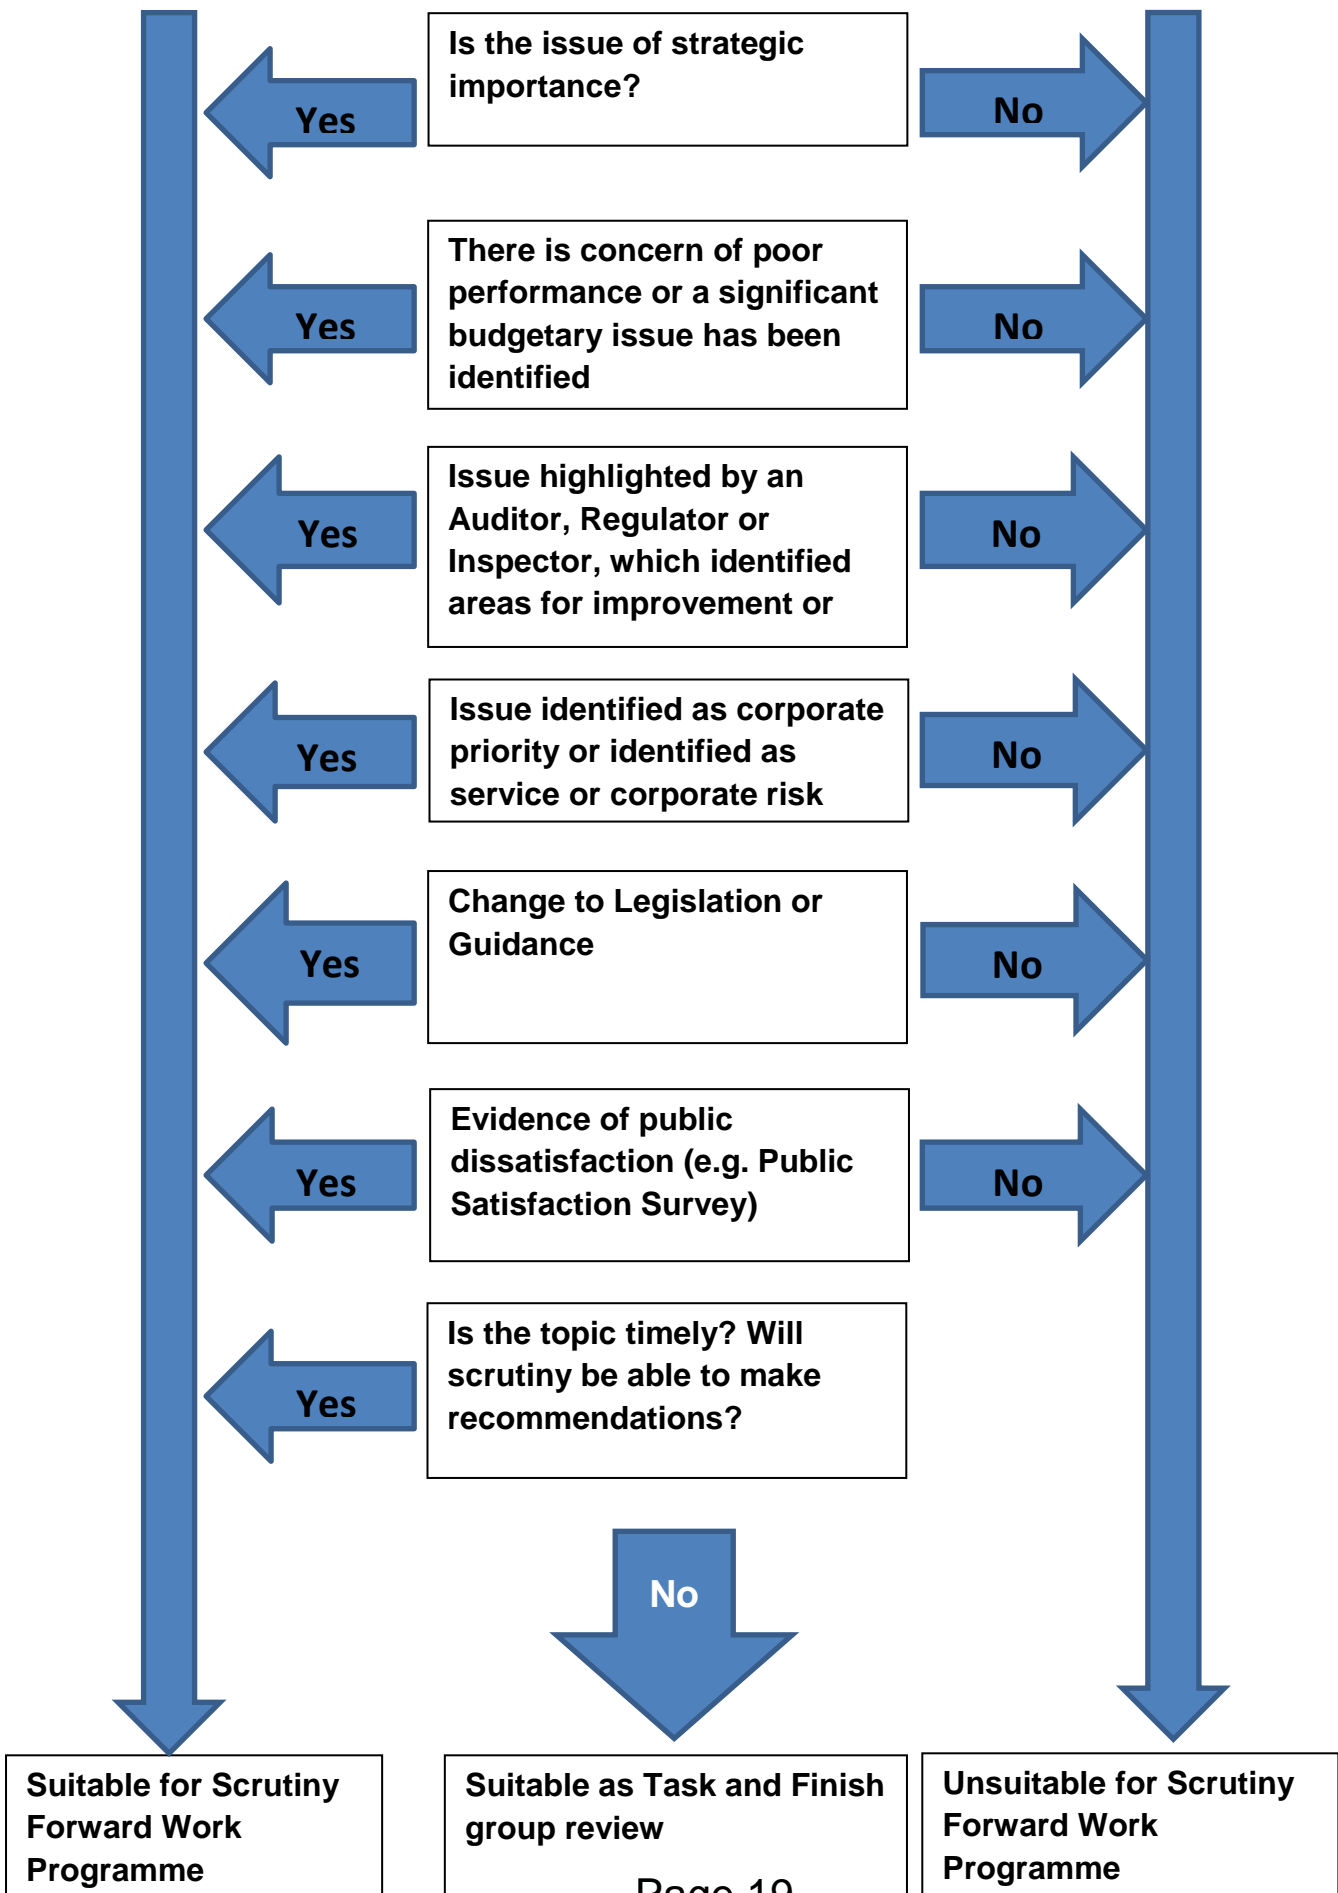 Is the issue of strategic
importance?
Yes
No
There is concern of poor
performance or a significant
budgetary issue has been
identified
Yes
No
Issue highlighted by an
Auditor, Regulator or
Inspector, which identified
areas for improvement or
Yes
No
Issue identified as corporate
priority or identified as
service or corporate risk
Yes
No
Change to Legislation or
Guidance
Yes
No
Evidence of public
dissatisfaction (e.g. Public
Satisfaction Survey)
Yes
No
Is the topic timely? Will
scrutiny be able to make
recommendations?
Yes
No
Suitable for Scrutiny
Forward Work
Programme
Suitable as Task and Finish
group review
Unsuitable for Scrutiny
Forward Work
Programme
Page 19